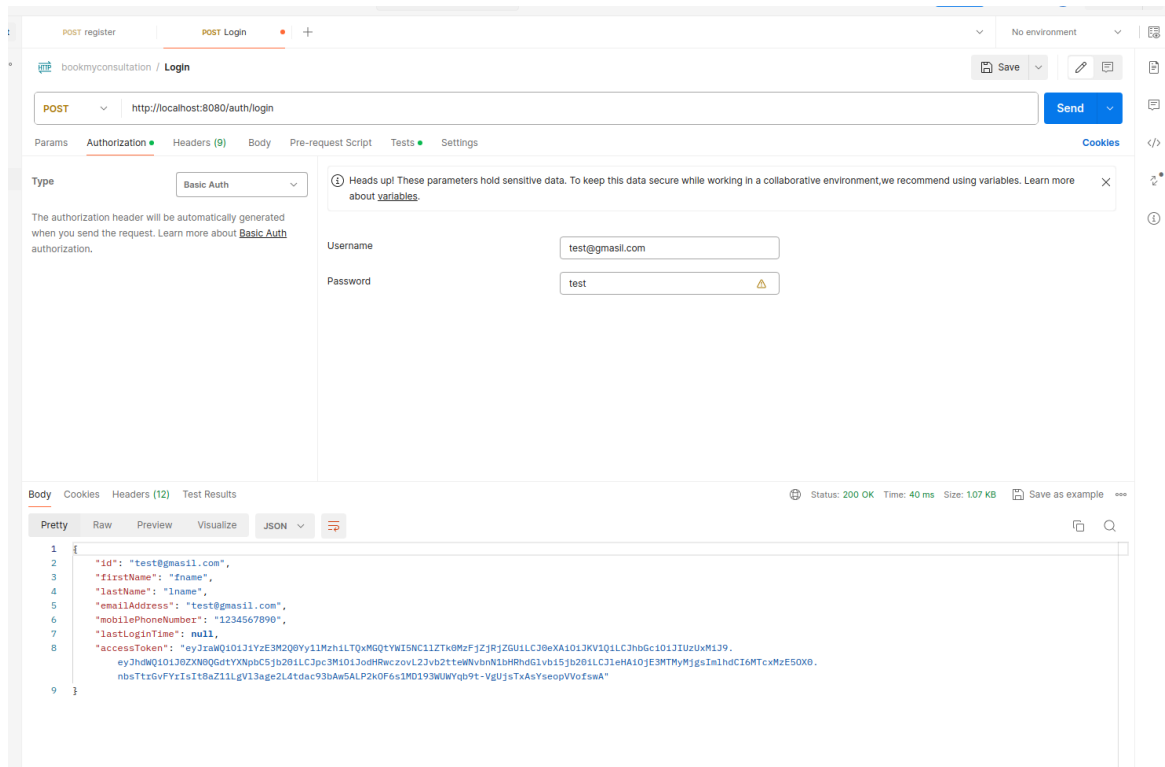 POST register
POST Login
No environment
HTTP bookmyconsultation / Login
Save
POST http://localhost:8080/auth/login
Send
Params Authorization Headers (9) Body Pre-request Script Tests Settings
Cookies
Type Basic Auth
Heads up! These parameters hold sensitive data. To keep this data secure while working in a collaborative environment,we recommend using variables. Learn more
about variables.
The authorization header will be automatically generated
when you send the request. Learn more about Basic Auth
authorization.
Username test@gmasil.com
Password test
Body Cookies Headers (12) Test Results
Status: 200 OK Time: 40 ms Size: 1.07 KB Save as example
Pretty Raw Preview Visualize JSON
1 {
2 "id": "test@gmasil.com",
3 "firstName": "fname",
4 "lastName": "lname",
5 "emailAddress": "test@gmasil.com",
6 "mobilePhoneNumber": "1234567890",
7 "lastLoginTime": null,
8 "accessToken":
9 }